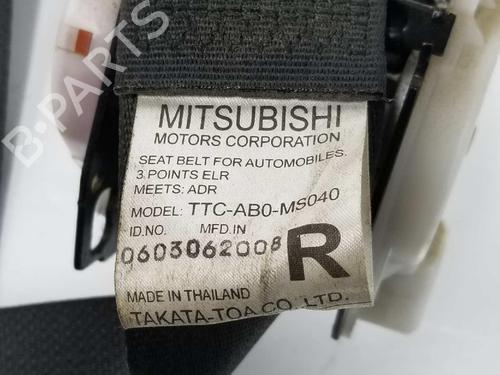 B-PARTS
MITSUBISHI
MOTORS CORPORATION
SEAT BELT FOR AUTOMOBILES.
3.POINTS ELR
MEETS: ADR
MODEL: TTC-AB0-MS040
ID.NO. MFD.IN
0603062008 R
MADE IN THAILAND
TAKATA-TOA CO., LTD.